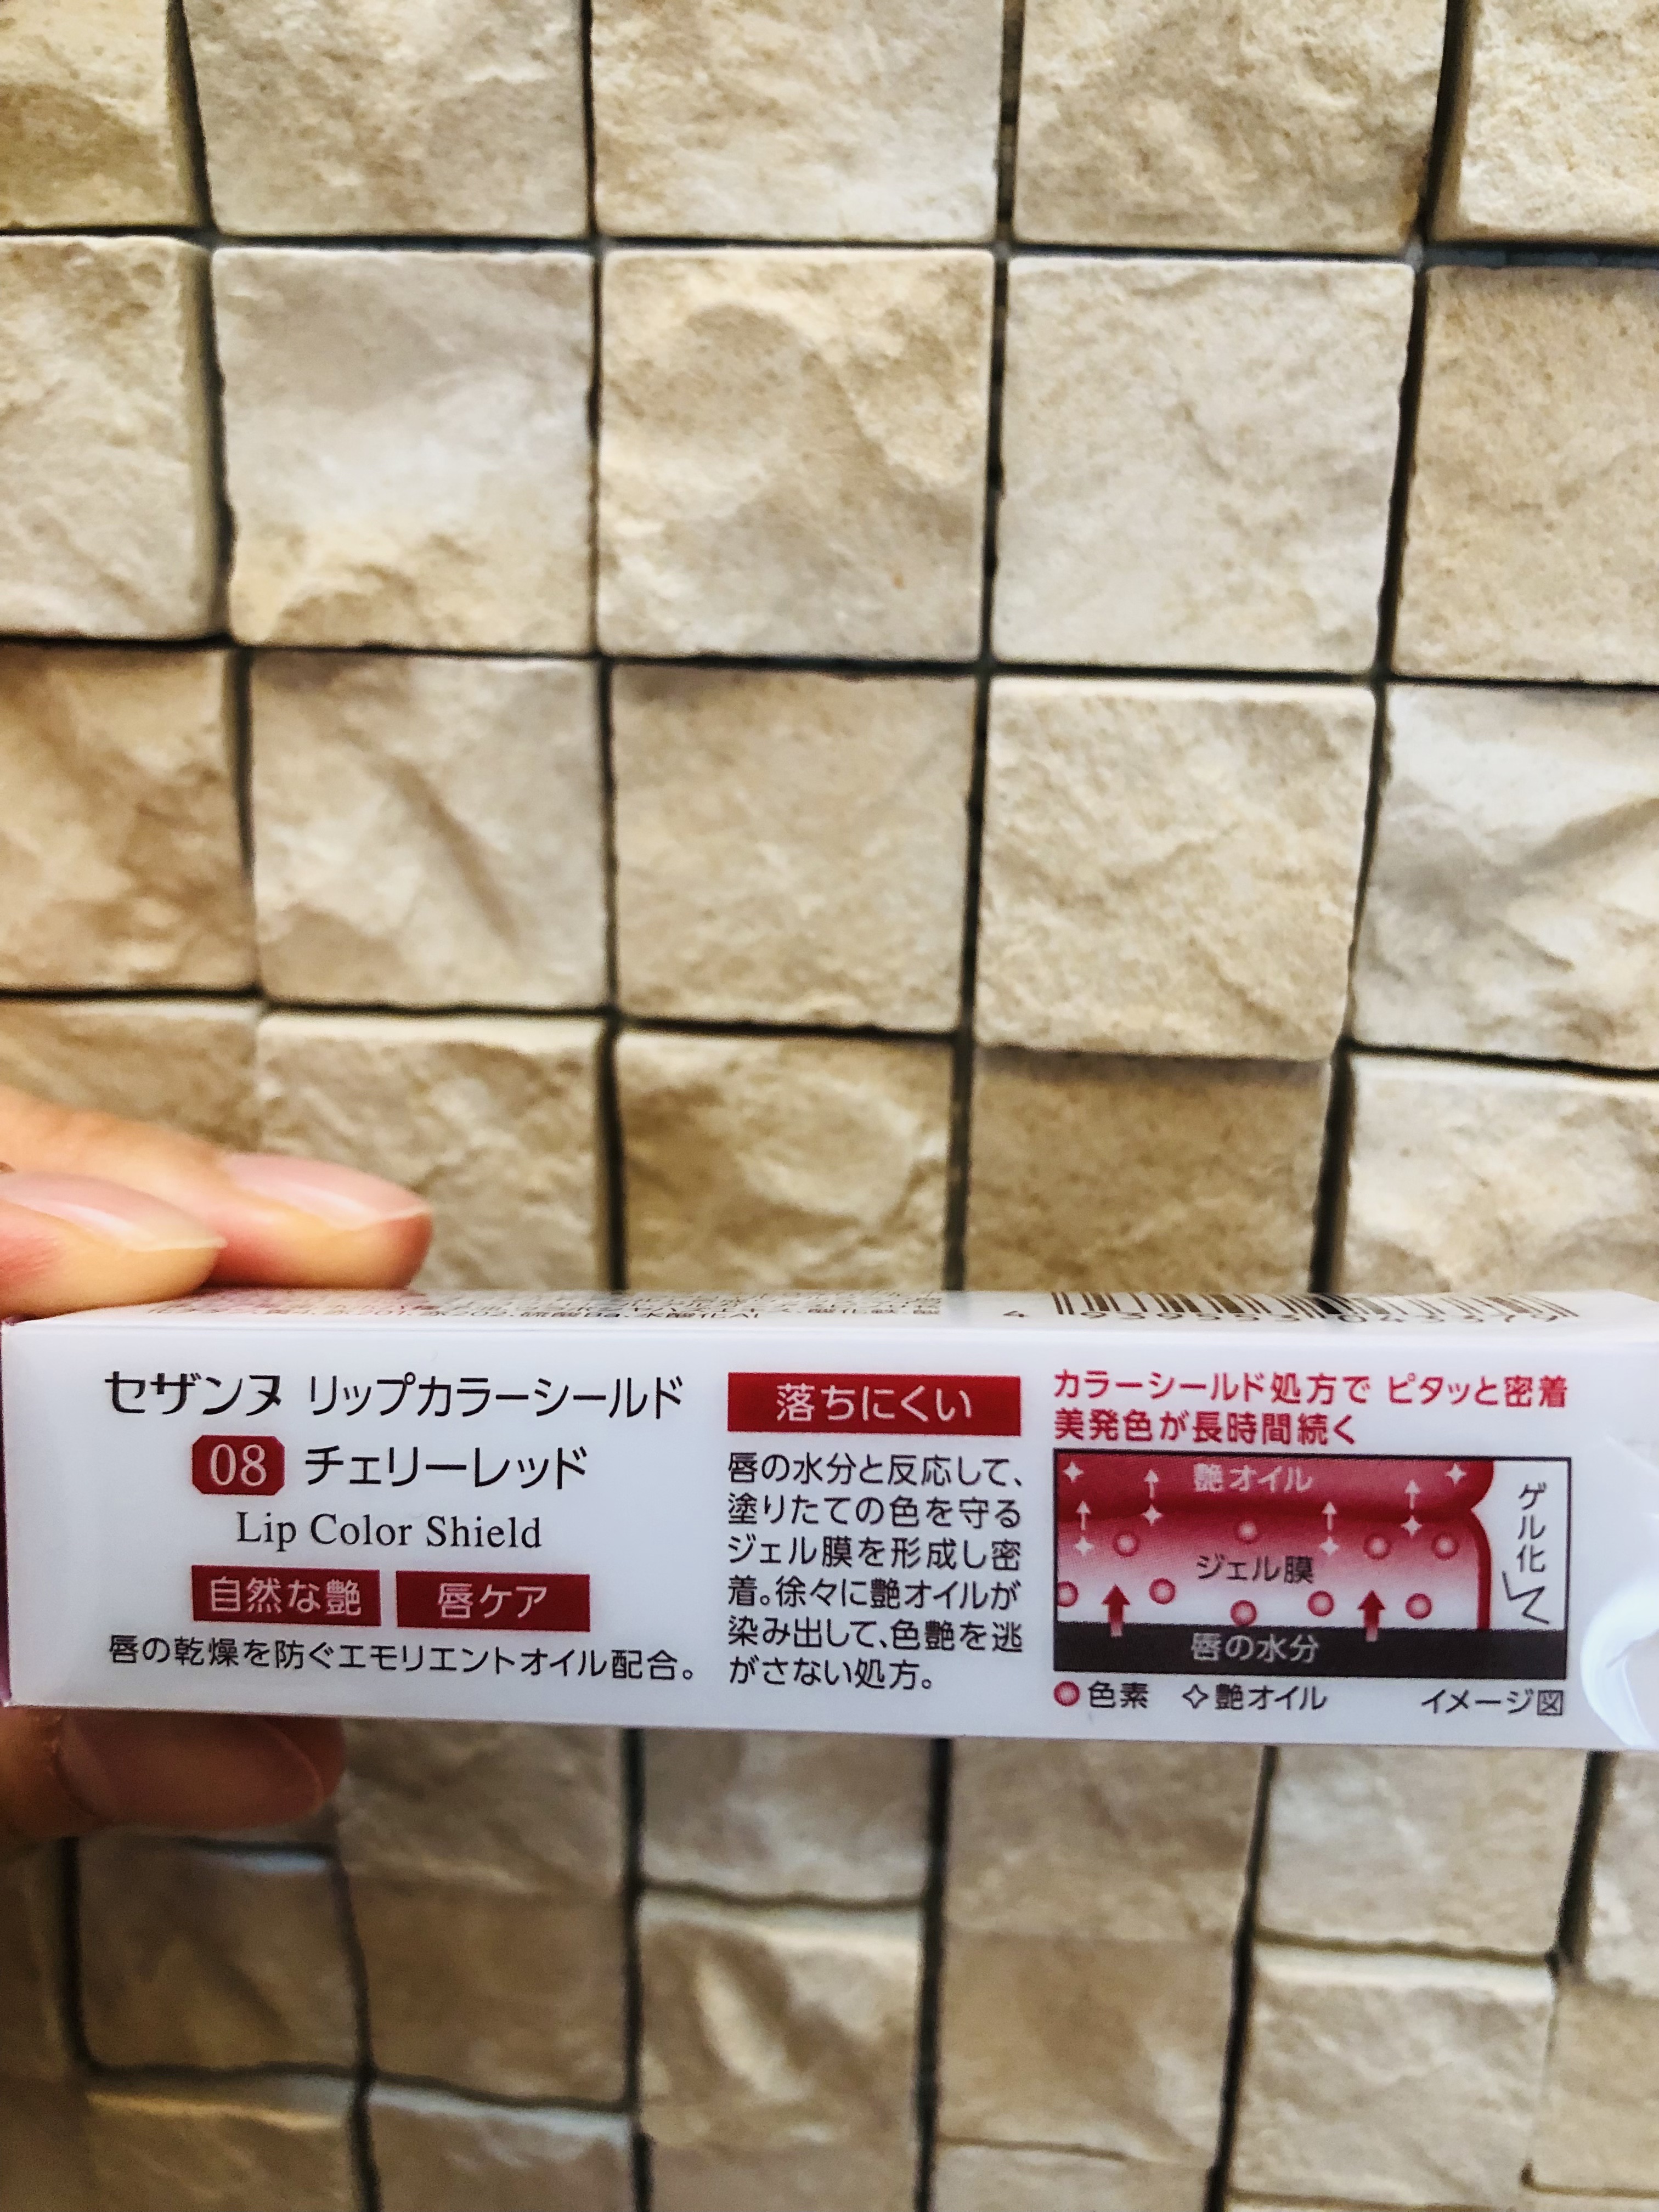 4 939553 043379
セザンヌ リップカラーシールド
08 チェリーレッド
Lip Color Shield
自然な艶 唇ケア
唇の乾燥を防ぐエモリエントオイル配合。
落ちにくい
唇の水分と反応して、
塗りたての色を守る
ジェル膜を形成し密
着。徐々に艶オイルが
染み出して、色艶を逃
がさない処方。
カラーシールド処方で ピタッと密着
美発色が長時間続く
艶オイル
ジェル膜
ゲル化
唇の水分
色素 艶オイル イメージ図